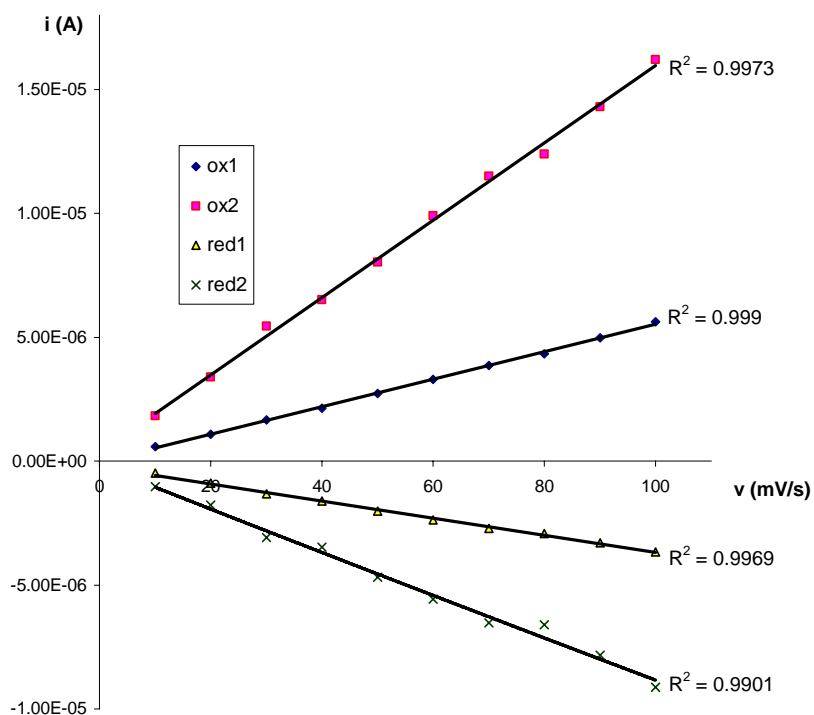 i (A)
R² = 0.9973
1.50E-05
ox1
ox2
1.00E-05
red1
red2
R² = 0.999
5.00E-06
0.00E+00
0 20 40 60 80 100
v (mV/s)
R² = 0.9969
-5.00E-06
R² = 0.9901
-1.00E-05